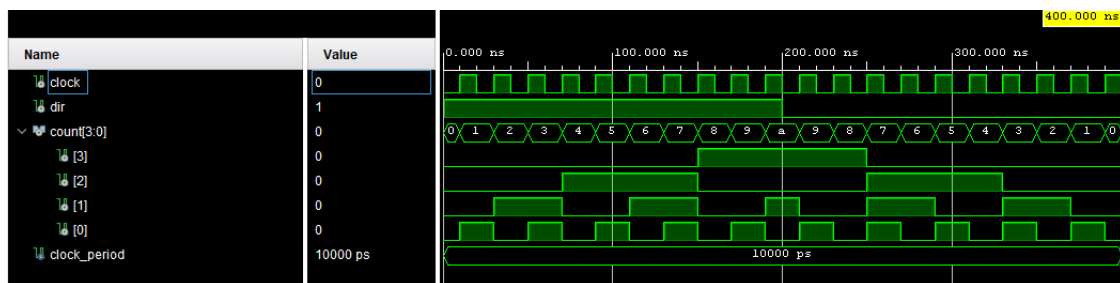 400.000 ns
Name Value 0.000 ns 100.000 ns 200.000 ns 300.000 ns
clock 0
dir 1
count[3:0] 0 0 1 2 3 4 5 6 7 8 9 a 9 8 7 6 5 4 3 2 1 0
[3] 0
[2] 0
[1] 0
[0] 0
clock_period 10000 ps 10000 ps